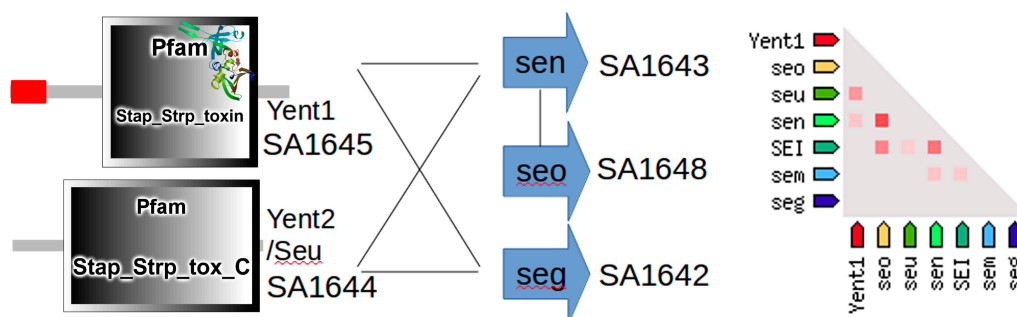 Pfam
Stap_Strp_toxin
Yent1
SA1645
Pfam
Stap_Strp_tox_C
Yent2
/Seu
SA1644
sen
SA1643
seo
SA1648
seg
SA1642
Yent1
seo
seu
sen
SEI
sem
seg
Yent1
seo
seu
sen
SEI
sem
seg